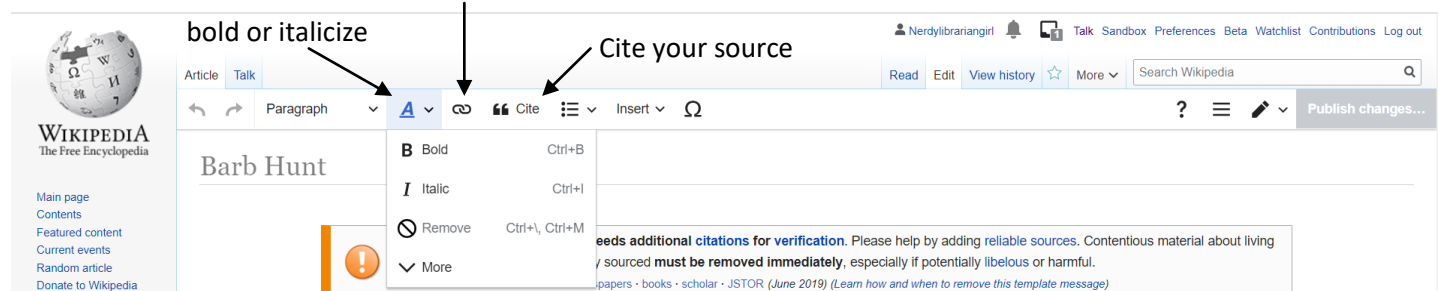 bold or italicize
Cite your source
Nerdylibrariangirl 1 Talk Sandbox Preferences Beta Watchlist Contributions Log out
Article Talk
Read Edit View history More Search Wikipedia
Paragraph A Cite Insert Ω ? Publish changes...
Ω W И 維 7
WIKIPEDIA
The Free Encyclopedia
Barb Hunt
B Bold Ctrl+B
I Italic Ctrl+I
Remove Ctrl+\, Ctrl+M
More
Main page
Contents
Featured content
Current events
Random article
Donate to Wikipedia
! eeds additional citations for verification. Please help by adding reliable sources. Contentious material about living
y sourced must be removed immediately, especially if potentially libelous or harmful.
spapers · books · scholar · JSTOR (June 2019) (Learn how and when to remove this template message)